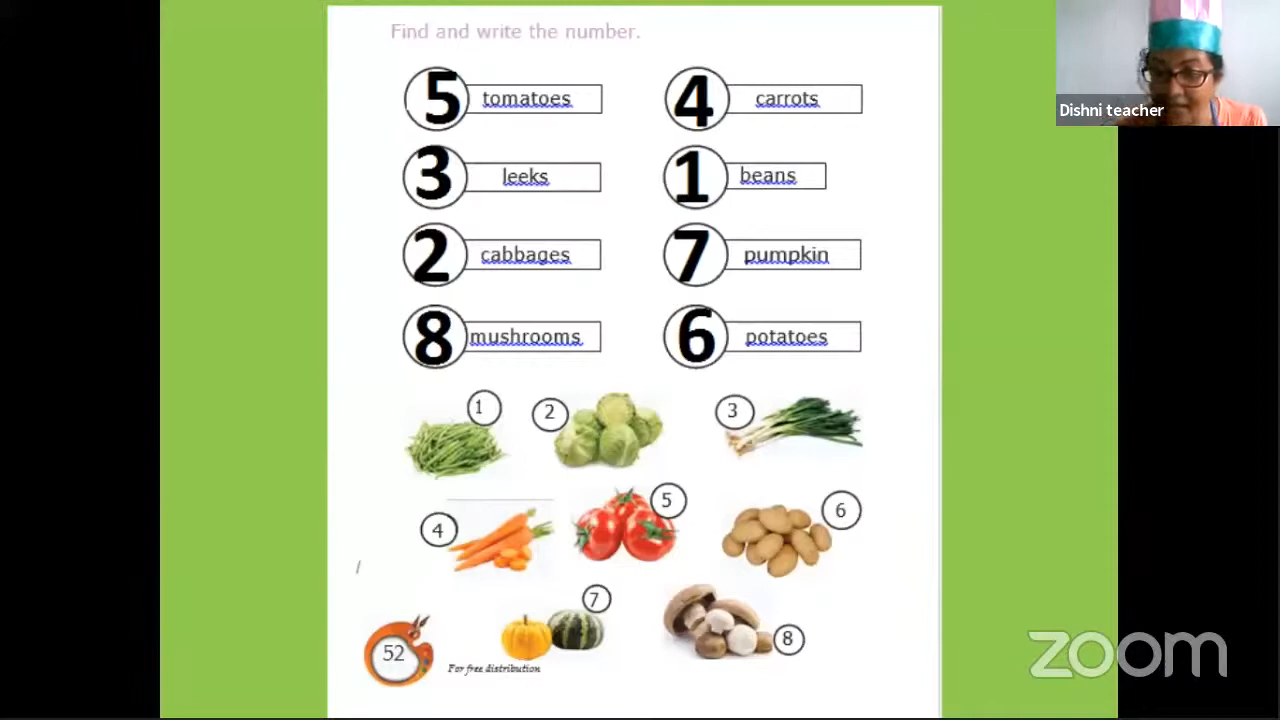 Find and write the number.
5 tomatoes
4 carrots
3 leeks
1 beans
2 cabbages
7 pumpkin
8 mushrooms
6 potatoes
1
2
3
4
5
6
7
8
52
For free distribution
Dishni teacher
zoom